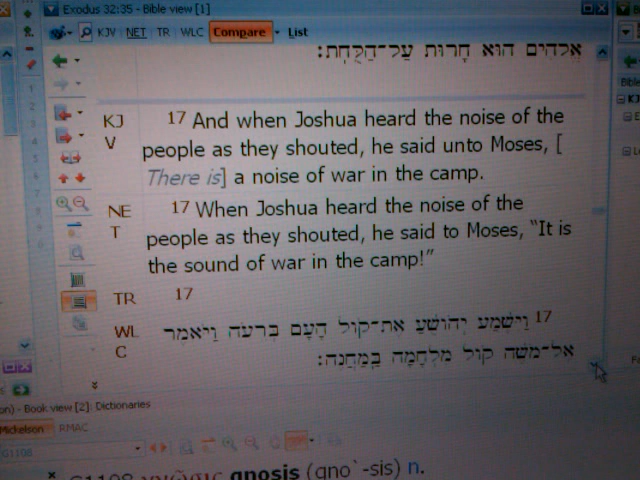 Exodus 32:35 - Bible view [1]
KJV NET TR WLC Compare List
אלהים הוא חרות על־הלחת׃
KJ
V
17 And when Joshua heard the noise of the
people as they shouted, he said unto Moses, [
There is] a noise of war in the camp.
NE
T
17 When Joshua heard the noise of the
people as they shouted, he said to Moses, “It is
the sound of war in the camp!”
TR 17
WL
C
17 וַיִּשְׁמַע יְהוֹשֻׁעַ אֶת־קוֹל הָעָם בְּרֵעֹה וַיֹּאמֶר
אֶל־מֹשֶׁה קוֹל מִלְחָמָה בַּמַּחֲנֶה׃
on) - Book view [2]: Dictionaries
Mickelson RMAC
G1108
G1108 γνῶσις gnosis (gno`-sis) n.